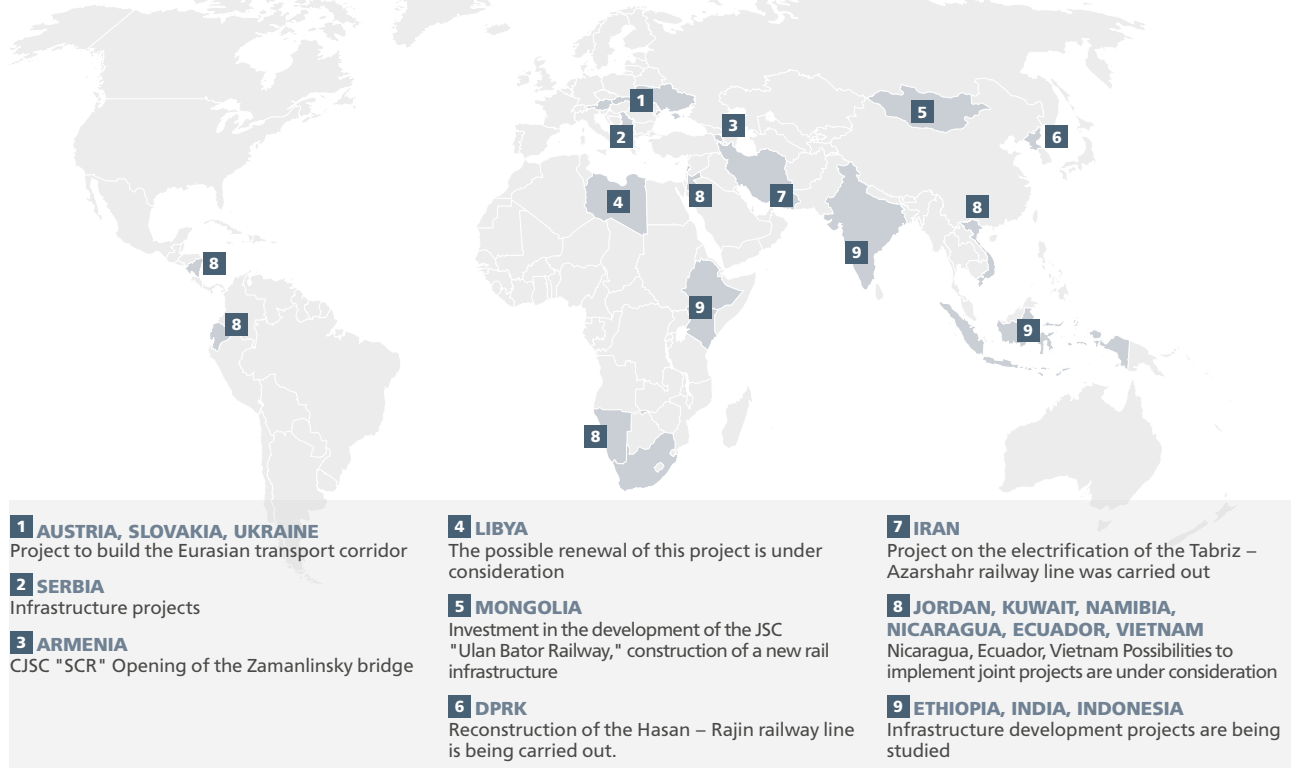 1
2
3
4
5
6
7
8
8
9
8
8
9
9
8
1 AUSTRIA, SLOVAKIA, UKRAINE
Project to build the Eurasian transport corridor
2 SERBIA
Infrastructure projects
3 ARMENIA
CJSC "SCR" Opening of the Zamanlinsky bridge
4 LIBYA
The possible renewal of this project is under
consideration
5 MONGOLIA
Investment in the development of the JSC
"Ulan Bator Railway," construction of a new rail
infrastructure
6 DPRK
Reconstruction of the Hasan – Rajin railway line
is being carried out.
7 IRAN
Project on the electrification of the Tabriz –
Azarshahr railway line was carried out
8 JORDAN, KUWAIT, NAMIBIA,
NICARAGUA, ECUADOR, VIETNAM
Nicaragua, Ecuador, Vietnam Possibilities to
implement joint projects are under consideration
9 ETHIOPIA, INDIA, INDONESIA
Infrastructure development projects are being
studied